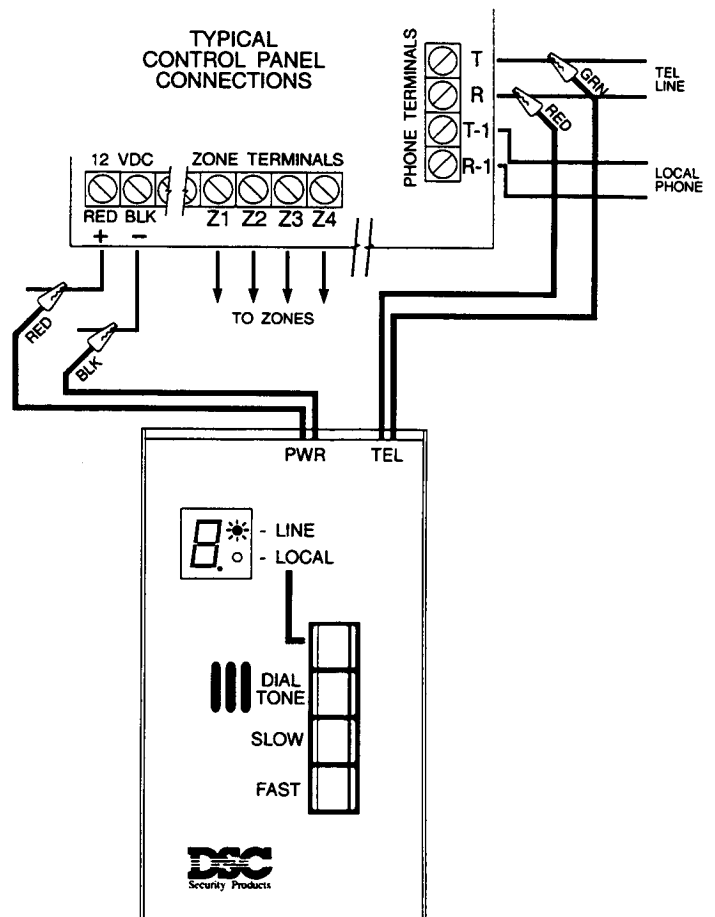 TYPICAL
CONTROL PANEL
CONNECTIONS
PHONE TERMINALS
T
R
T-1
R-1
GRN
RED
TEL
LINE
LOCAL
PHONE
12 VDC
ZONE TERMINALS
RED BLK
Z1 Z2 Z3 Z4
+ -
TO ZONES
RED
BLK
PWR TEL
8.
- LINE
- LOCAL
DIAL
TONE
SLOW
FAST
DSC
Security Products